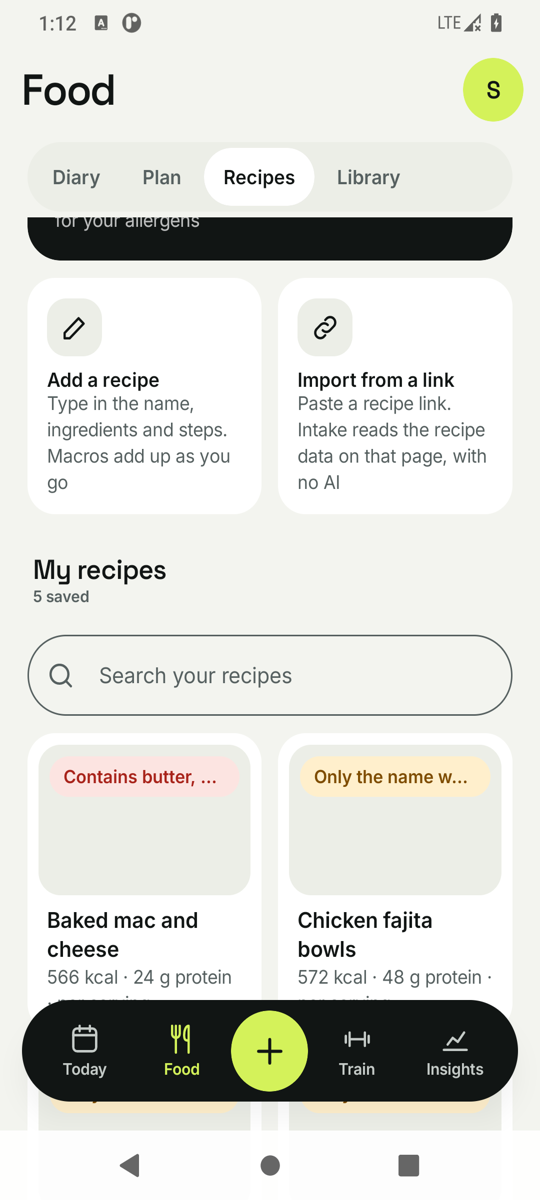 1:12
LTE
Food
S
Diary
Plan
Recipes
Library
for your allergens
Add a recipe
Type in the name,
ingredients and steps.
Macros add up as you
go
Import from a link
Paste a recipe link.
Intake reads the recipe
data on that page, with
no AI
My recipes
5 saved
Search your recipes
Contains butter, ...
Only the name w...
Baked mac and
cheese
566 kcal · 24 g protein
Chicken fajita
bowls
572 kcal · 48 g protein ·
Today
Food
Train
Insights